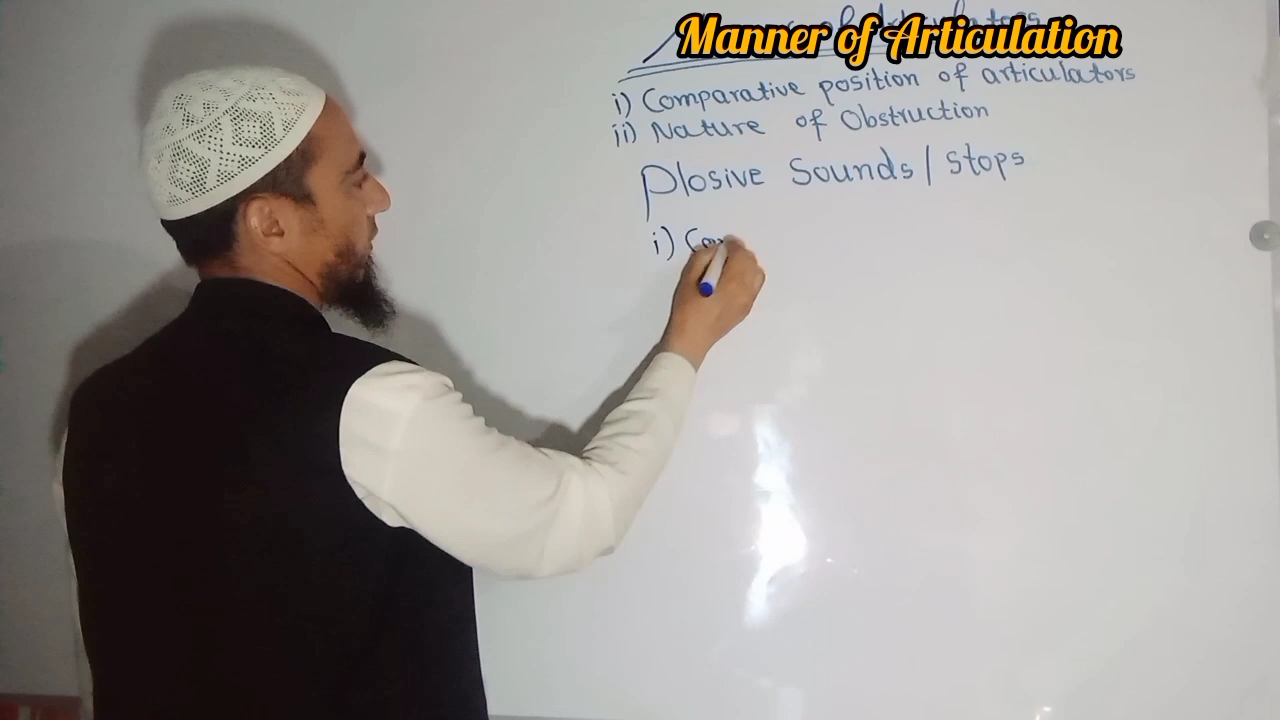 Manner of Articulation
i) Comparative position of articulators
ii) Nature of Obstruction
Plosive Sounds / Stops
i)